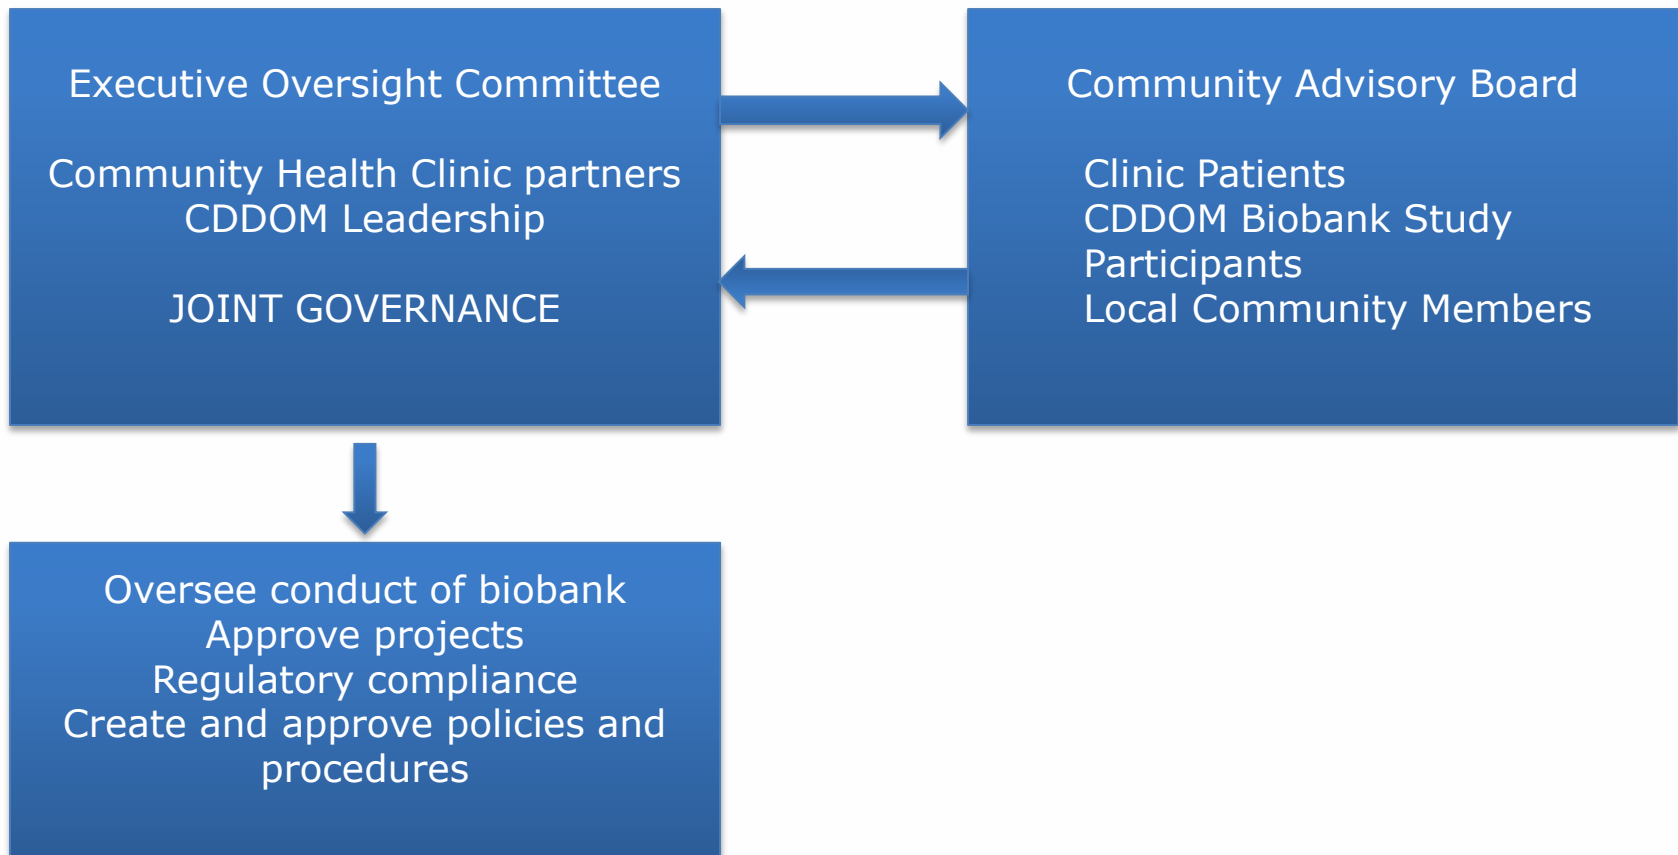 Executive Oversight Committee
Community Health Clinic partners
CDDOM Leadership
JOINT GOVERNANCE
Community Advisory Board
Clinic Patients
CDDOM Biobank Study
Participants
Local Community Members
Oversee conduct of biobank
Approve projects
Regulatory compliance
Create and approve policies and
procedures